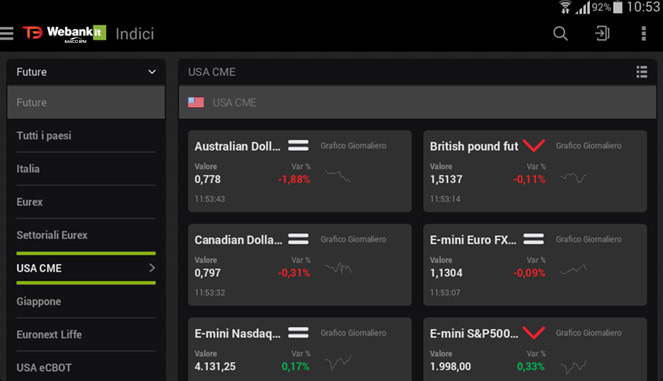 92% 10:53
T3 Webank.it Indici
BANCO BPM
Future
Future
Tutti i paesi
Italia
Eurex
Settoriali Eurex
USA CME
Giappone
Euronext Liffe
USA eCBOT
USA CME
USA CME
Australian Doll... Grafico Giornaliero
Valore Var %
0,778 -1,88%
11:53:43
British pound fut Grafico Giornaliero
Valore Var %
1,5137 -0,11%
11:53:14
Canadian Dolla... Grafico Giornaliero
Valore Var %
0,797 -0,31%
11:53:32
E-mini Euro FX... Grafico Giornaliero
Valore Var %
1,1304 -0,09%
11:53:07
E-mini Nasdaq... Grafico Giornaliero
Valore Var %
4.131,25 0,17%
E-mini S&P500... Grafico Giornaliero
Valore Var %
1.998,00 0,33%